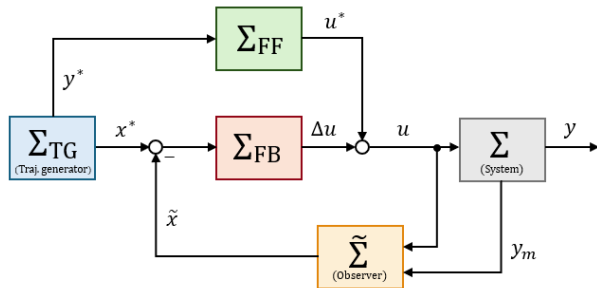 u*
Σ_FF
y*
x*
Σ_TG
(Traj. generator)
−
Σ_FB
Δu
u
Σ
(System)
y
x̃
Σ̃
(Observer)
y_m